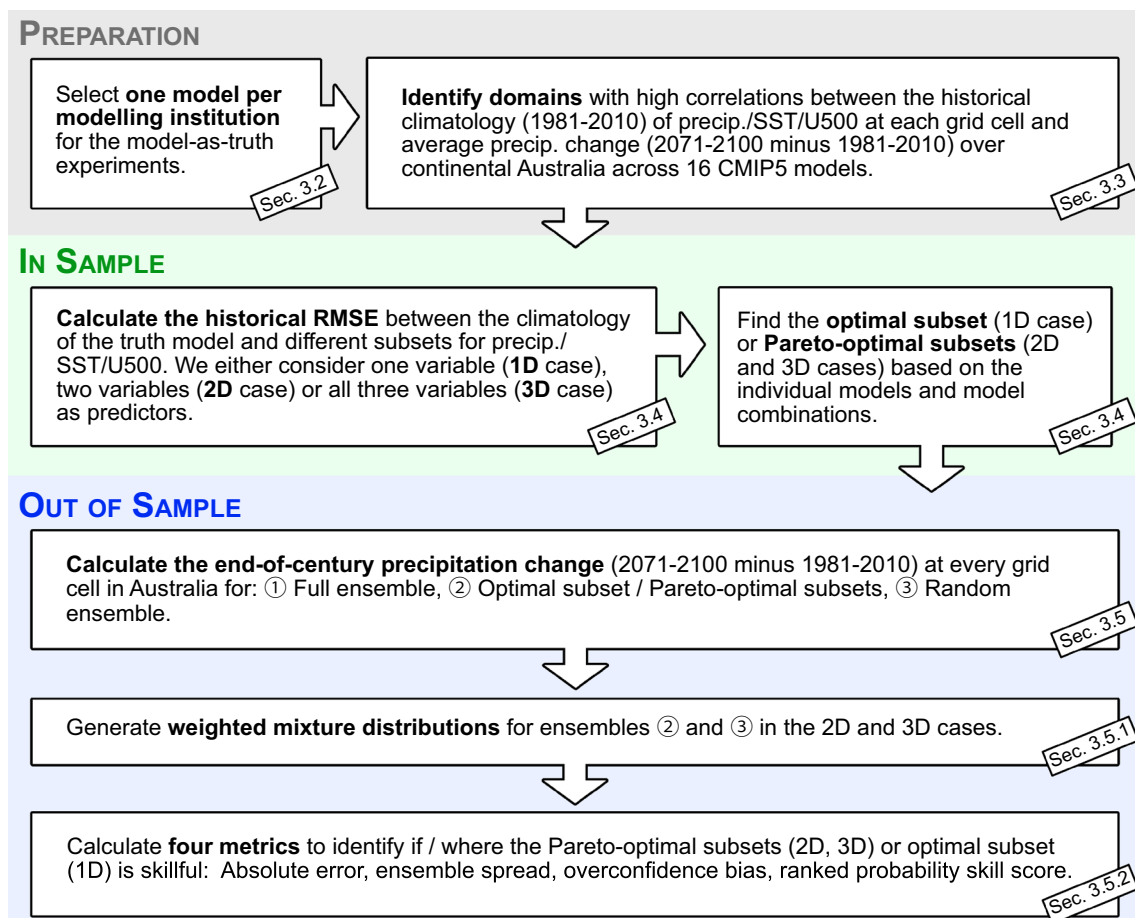 PREPARATION
Select one model per
modelling institution
for the model-as-truth
experiments.
Sec. 3.2
Identify domains with high correlations between the historical
climatology (1981-2010) of precip./SST/U500 at each grid cell and
average precip. change (2071-2100 minus 1981-2010) over
continental Australia across 16 CMIP5 models.
Sec. 3.3
IN SAMPLE
Calculate the historical RMSE between the climatology
of the truth model and different subsets for precip./
SST/U500. We either consider one variable (1D case),
two variables (2D case) or all three variables (3D case)
as predictors.
Sec. 3.4
Find the optimal subset (1D case)
or Pareto-optimal subsets (2D
and 3D cases) based on the
individual models and model
combinations.
Sec. 3.4
OUT OF SAMPLE
Calculate the end-of-century precipitation change (2071-2100 minus 1981-2010) at every grid
cell in Australia for: ① Full ensemble, ② Optimal subset / Pareto-optimal subsets, ③ Random
ensemble.
Sec. 3.5
Generate weighted mixture distributions for ensembles ② and ③ in the 2D and 3D cases.
Sec. 3.5.1
Calculate four metrics to identify if / where the Pareto-optimal subsets (2D, 3D) or optimal subset
(1D) is skillful: Absolute error, ensemble spread, overconfidence bias, ranked probability skill score.
Sec. 3.5.2